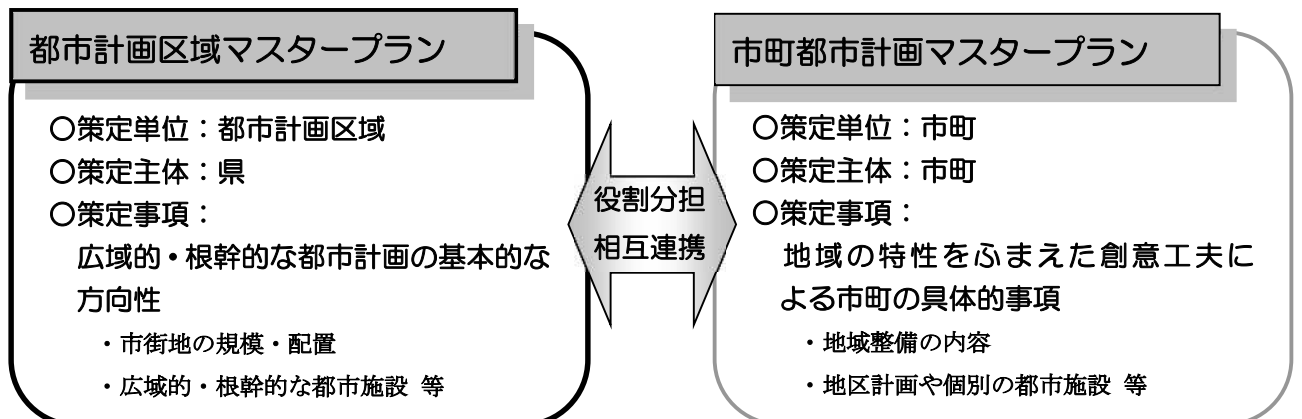 都市計画区域マスタープラン
○策定単位：都市計画区域
○策定主体：県
○策定事項：
広域的・根幹的な都市計画の基本的な
方向性
・市街地の規模・配置
・広域的・根幹的な都市施設 等
役割分担
相互連携
市町都市計画マスタープラン
○策定単位：市町
○策定主体：市町
○策定事項：
地域の特性をふまえた創意工夫に
よる市町の具体的事項
・地域整備の内容
・地区計画や個別の都市施設 等